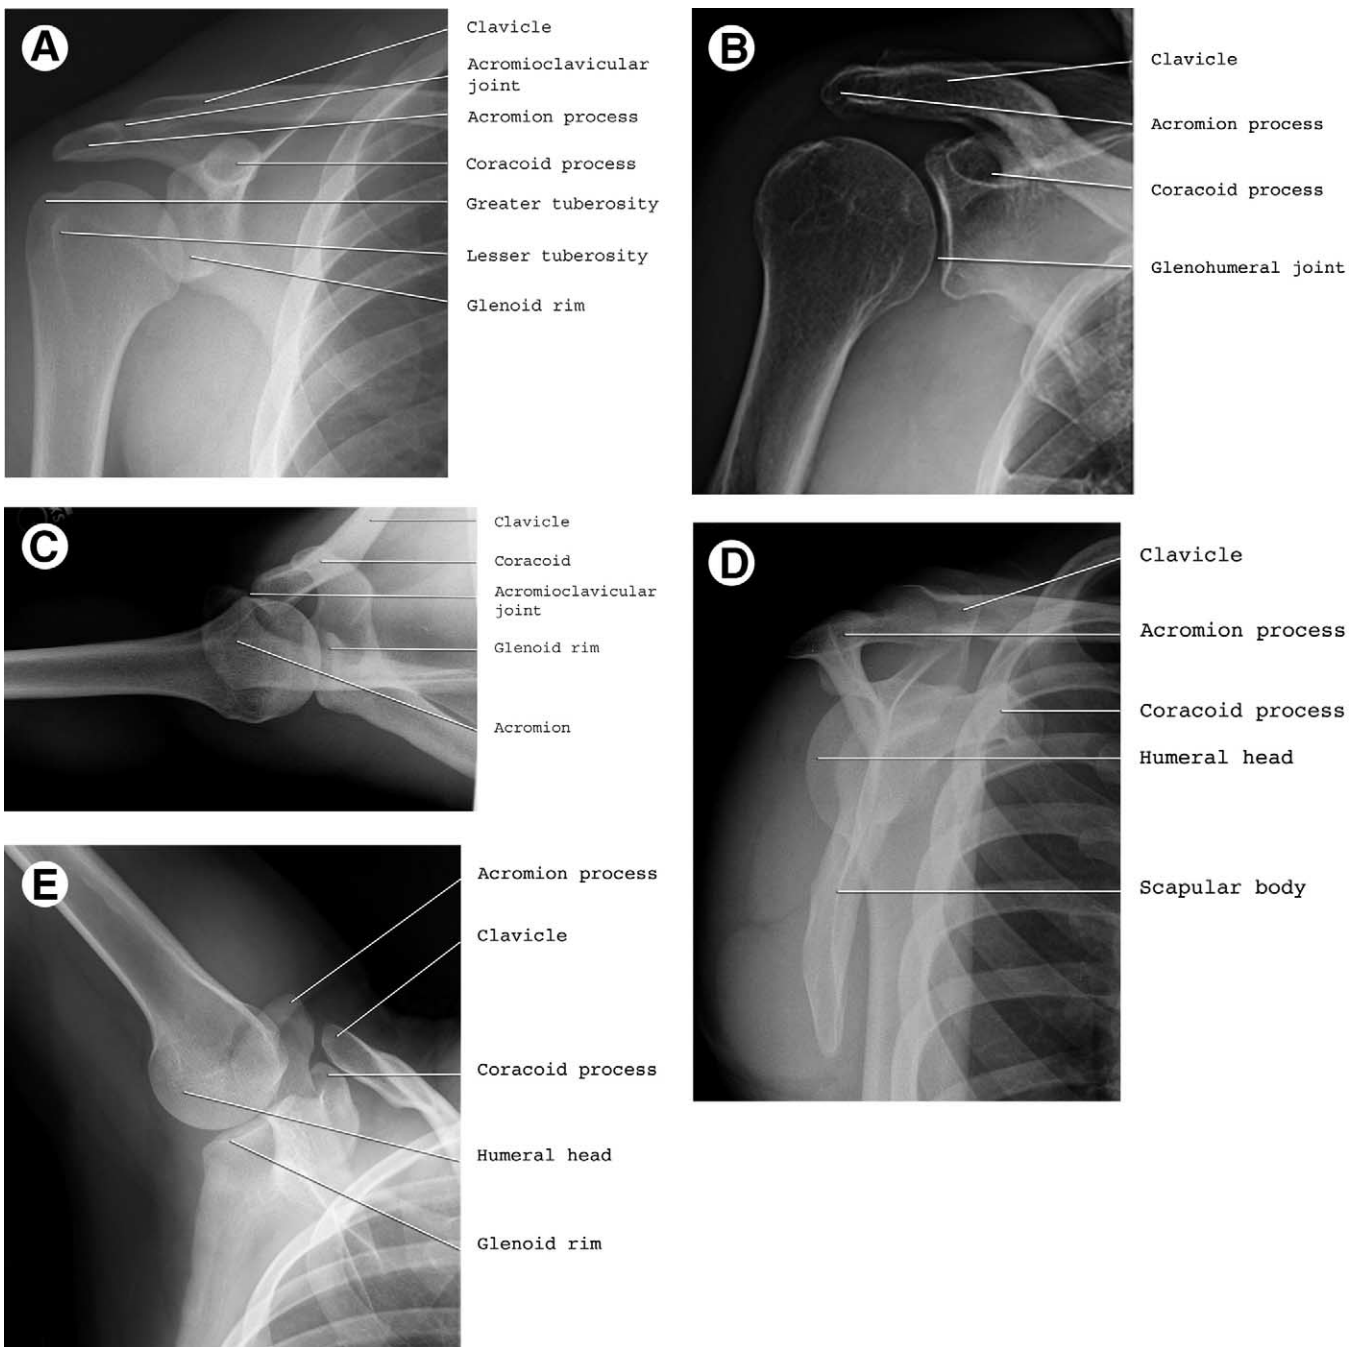 A
Clavicle
Acromioclavicular
joint
Acromion process
Coracoid process
Greater tuberosity
Lesser tuberosity
Glenoid rim
B
Clavicle
Acromion process
Coracoid process
Glenohumeral joint
C
Clavicle
Coracoid
Acromioclavicular
joint
Glenoid rim
Acromion
D
Clavicle
Acromion process
Coracoid process
Humeral head
Scapular body
E
Acromion process
Clavicle
Coracoid process
Humeral head
Glenoid rim